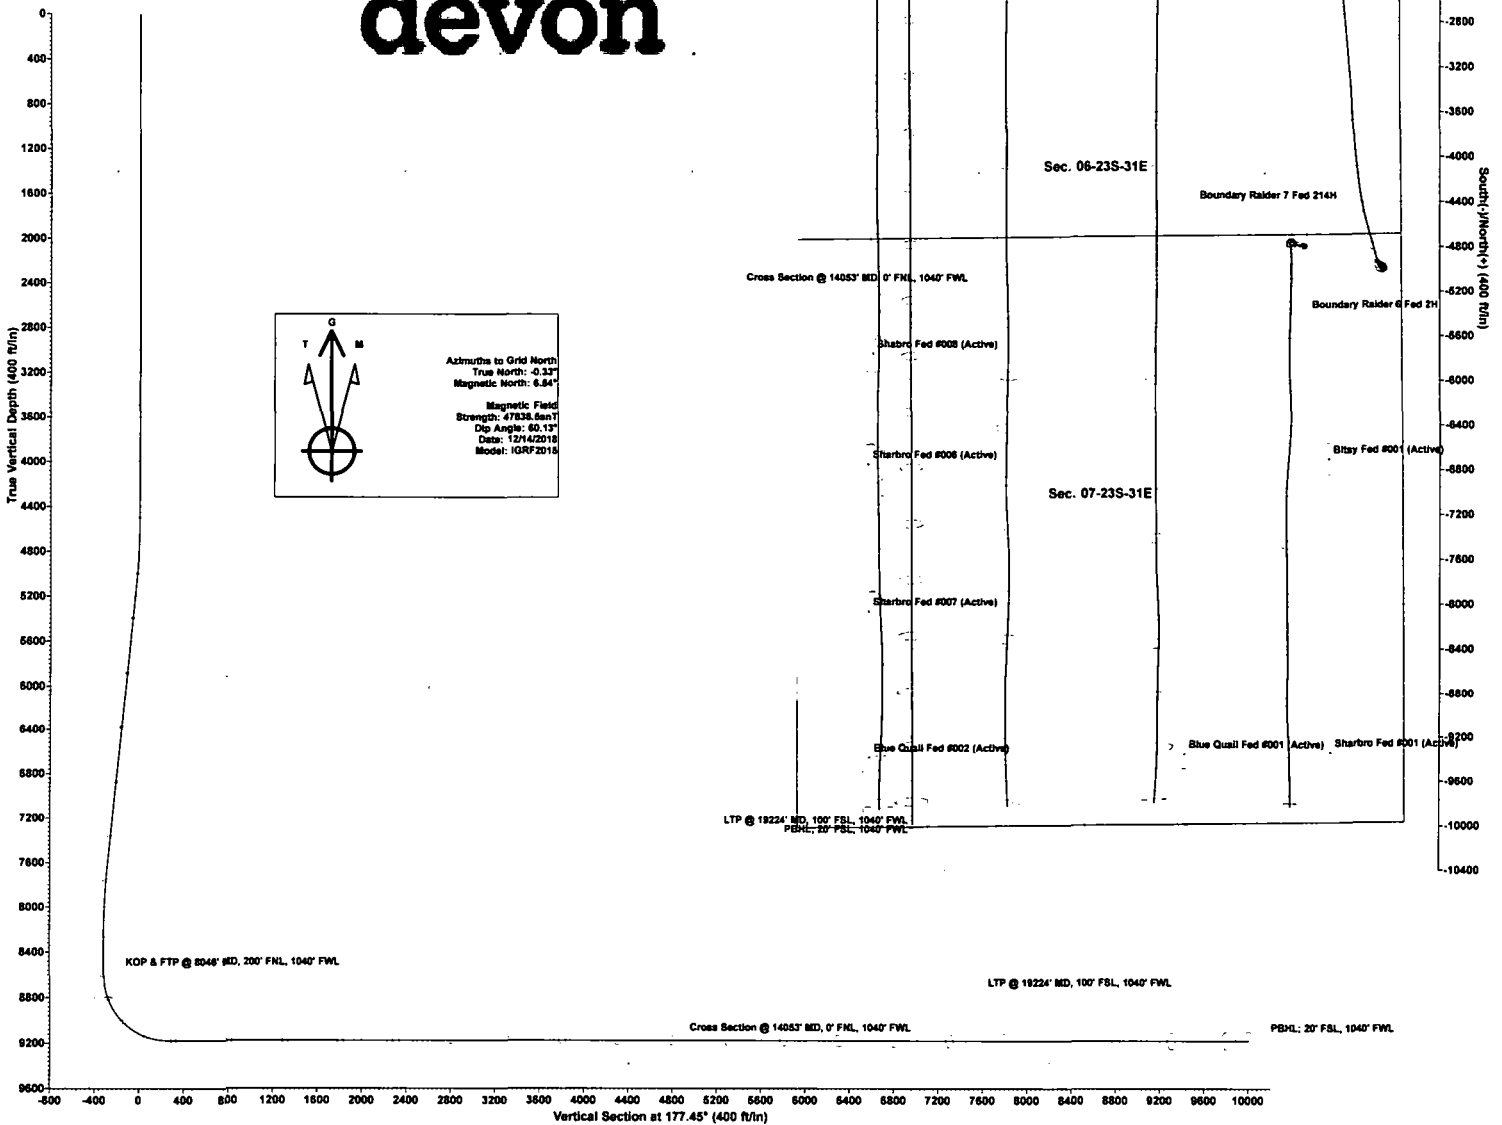 devon
0
400
800
1200
1600
2000
2400
2800
3200
3600
4000
4400
4800
5200
5600
6000
6400
6800
7200
7600
8000
8400
8800
9200
9600
True Vertical Depth (400 ft/in)
-800
-400
0
400
800
1200
1600
2000
2400
2800
3200
3600
4000
4400
4800
5200
5600
6000
6400
6800
7200
7600
8000
8400
8800
9200
9600
10000
Vertical Section at 177.45° (400 ft/in)
G
T
M
Azimuths to Grid North
True North: -0.33°
Magnetic North: 6.64°
Magnetic Field
Strength: 47838.6snT
Dip Angle: 60.13°
Date: 12/14/2018
Model: IGRF2015
KOP & FTP @ 8046' MD, 200' FNL, 1040' FWL
Cross Section @ 14053' MD, 0' FNL, 1040' FWL
LTP @ 19224' MD, 100' FSL, 1040' FWL
PBHL; 20' FSL, 1040' FWL
Sec. 06-23S-31E
Boundary Raider 7 Fed 214H
Cross Section @ 14053' MD, 0' FNL, 1040' FWL
Boundary Raider 6 Fed 2H
Sharbro Fed #008 (Active)
Sharbro Fed #006 (Active)
Bitsy Fed #001 (Active)
Sec. 07-23S-31E
Sharbro Fed #007 (Active)
Blue Quail Fed #002 (Active)
Blue Quail Fed #001 (Active)
Sharbro Fed #001 (Active)
LTP @ 19224' MD, 100' FSL, 1040' FWL
PBHL; 20' FSL, 1040' FWL
-2800
-3200
-3600
-4000
-4400
-4800
-5200
-5600
-6000
-6400
-6800
-7200
-7600
-8000
-8400
-8800
-9200
-9600
-10000
-10400
South(-)/North(+) (400 ft/in)